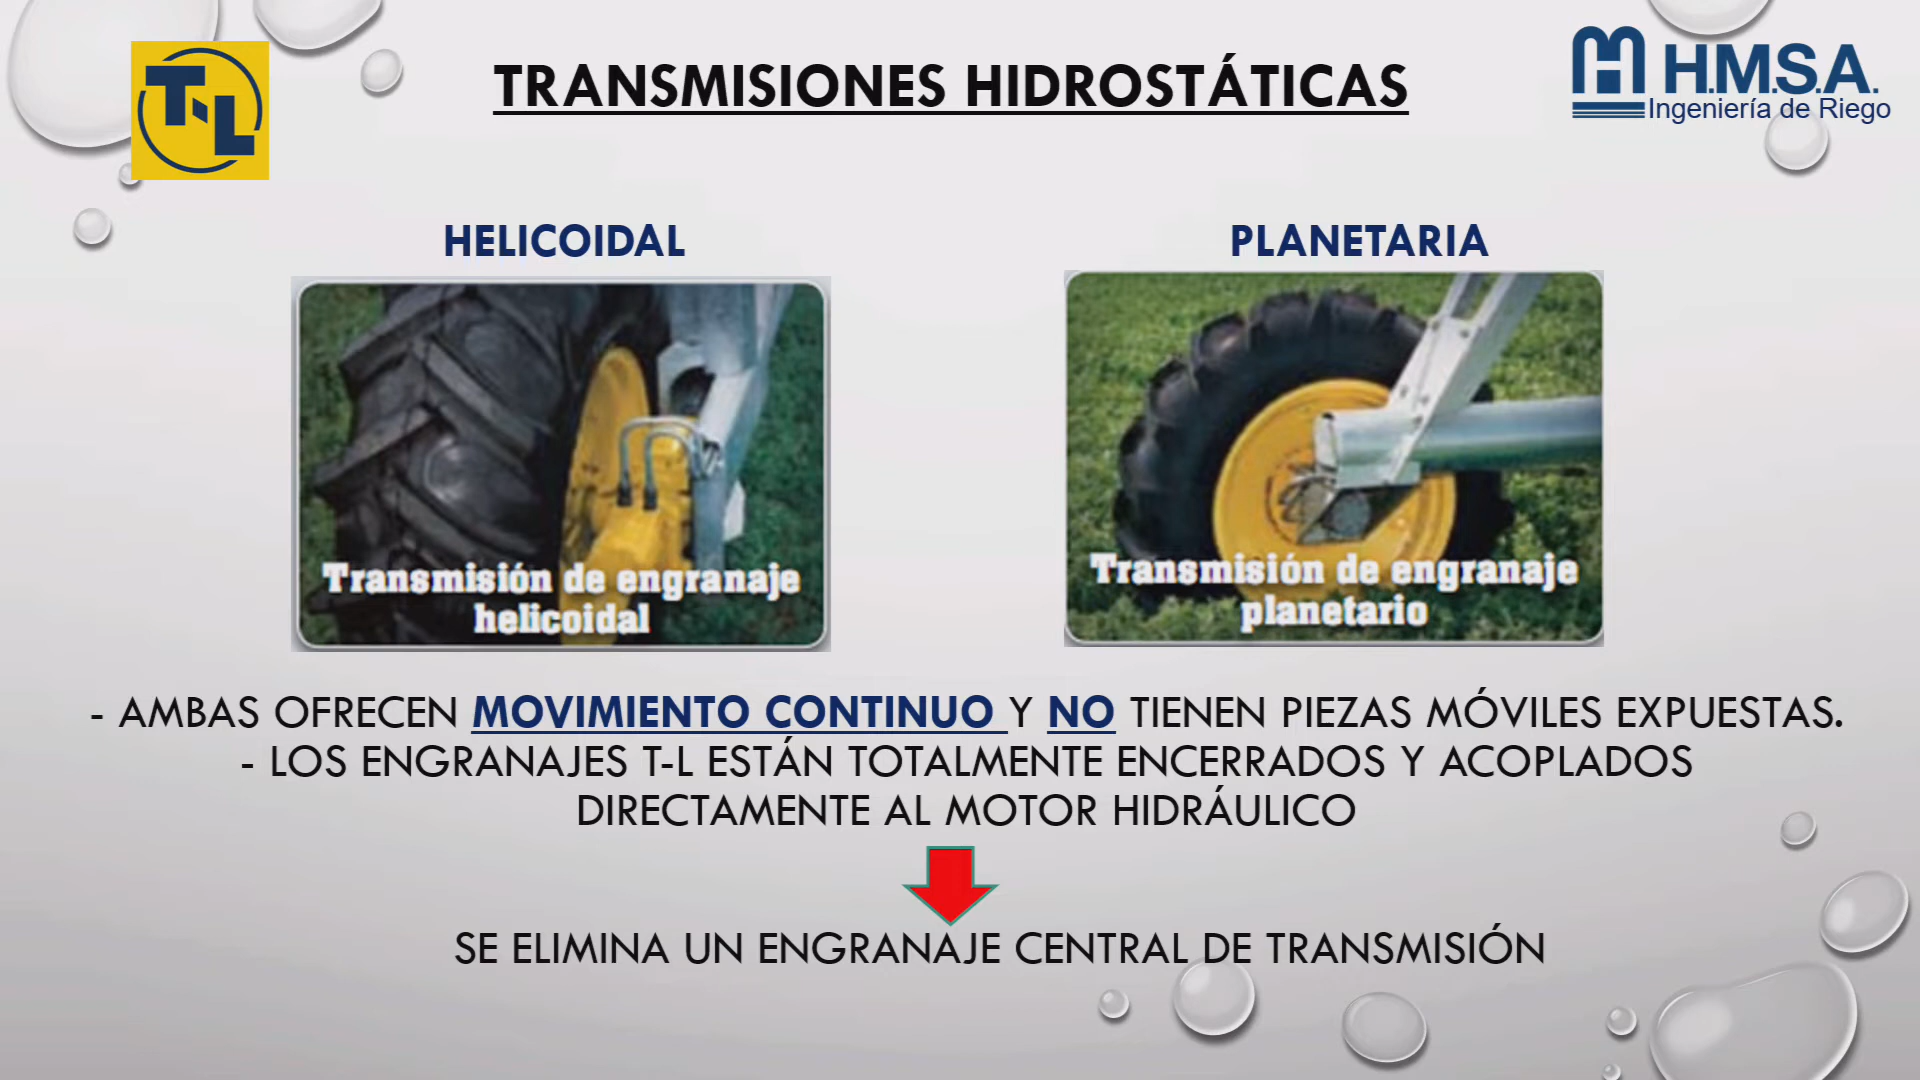 T-L
TRANSMISIONES HIDROSTÁTICAS
H.M.S.A.
Ingeniería de Riego
HELICOIDAL
PLANETARIA
Transmisión de engranaje
helicoidal
Transmisión de engranaje
planetario
- AMBAS OFRECEN MOVIMIENTO CONTINUO Y NO TIENEN PIEZAS MÓVILES EXPUESTAS.
- LOS ENGRANAJES T-L ESTÁN TOTALMENTE ENCERRADOS Y ACOPLADOS
DIRECTAMENTE AL MOTOR HIDRÁULICO
SE ELIMINA UN ENGRANAJE CENTRAL DE TRANSMISIÓN